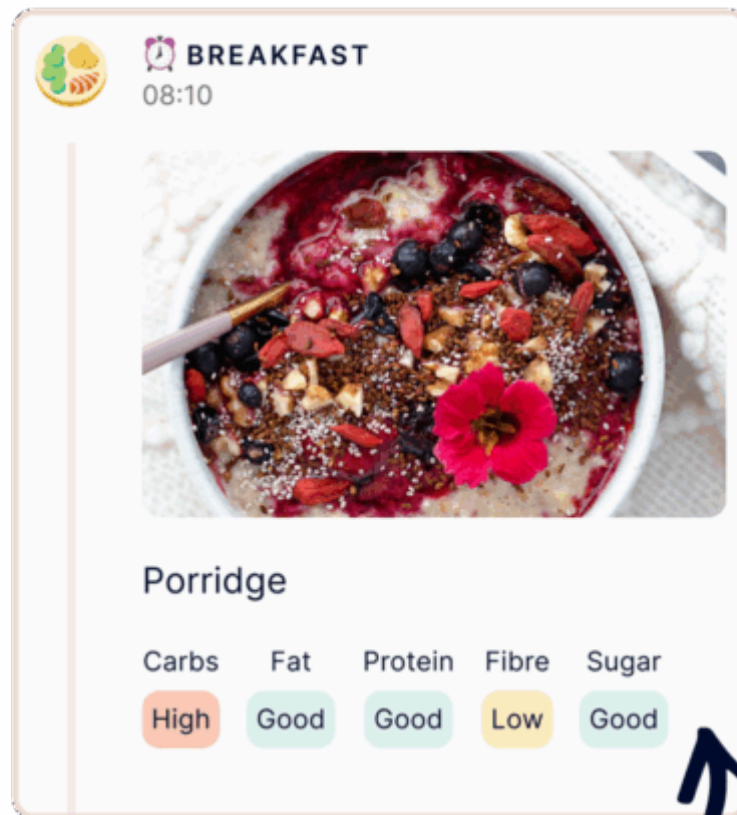 BREAKFAST
08:10
Porridge
Carbs Fat Protein Fibre Sugar
High Good Good Low Good